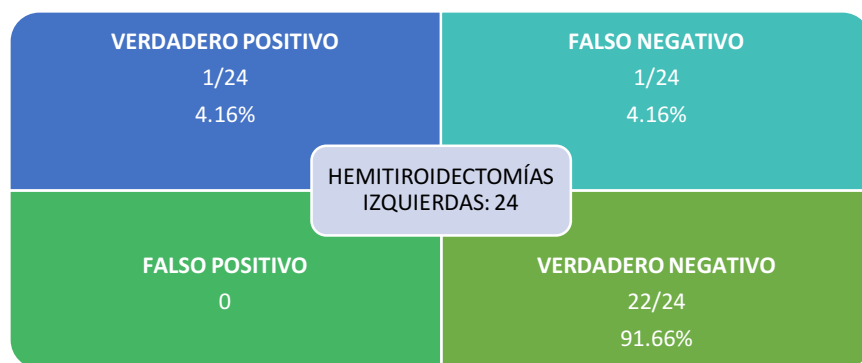 VERDADERO POSITIVO
1/24
4.16%
FALSO NEGATIVO
1/24
4.16%
HEMITIROIDECTOMÍAS
IZQUIERDAS: 24
FALSO POSITIVO
0
VERDADERO NEGATIVO
22/24
91.66%